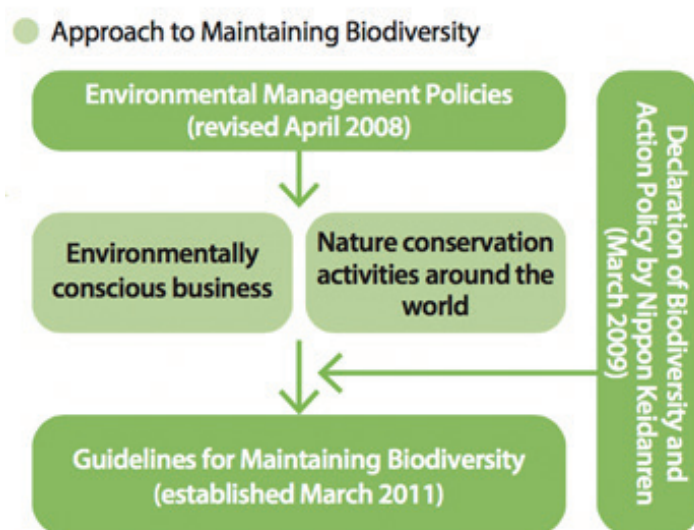 Approach to Maintaining Biodiversity
Environmental Management Policies
(revised April 2008)
Environmentally
conscious business
Nature conservation
activities around the
world
Declaration of Biodiversity and
Action Policy by Nippon Keidanren
(March 2009)
Guidelines for Maintaining Biodiversity
(established March 2011)